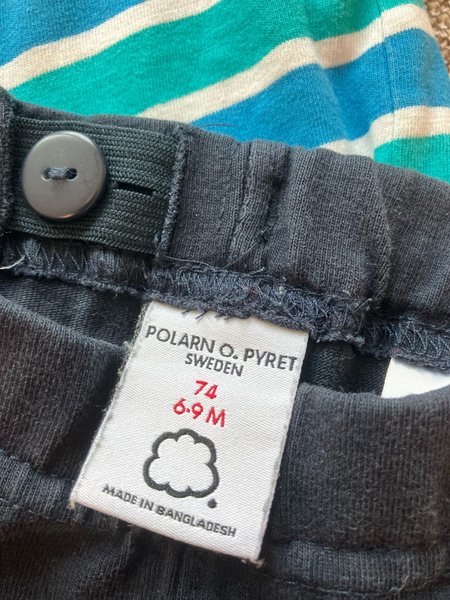 POLARN O. PYRET
SWEDEN
74
6-9 M
MADE IN BANGLADESH